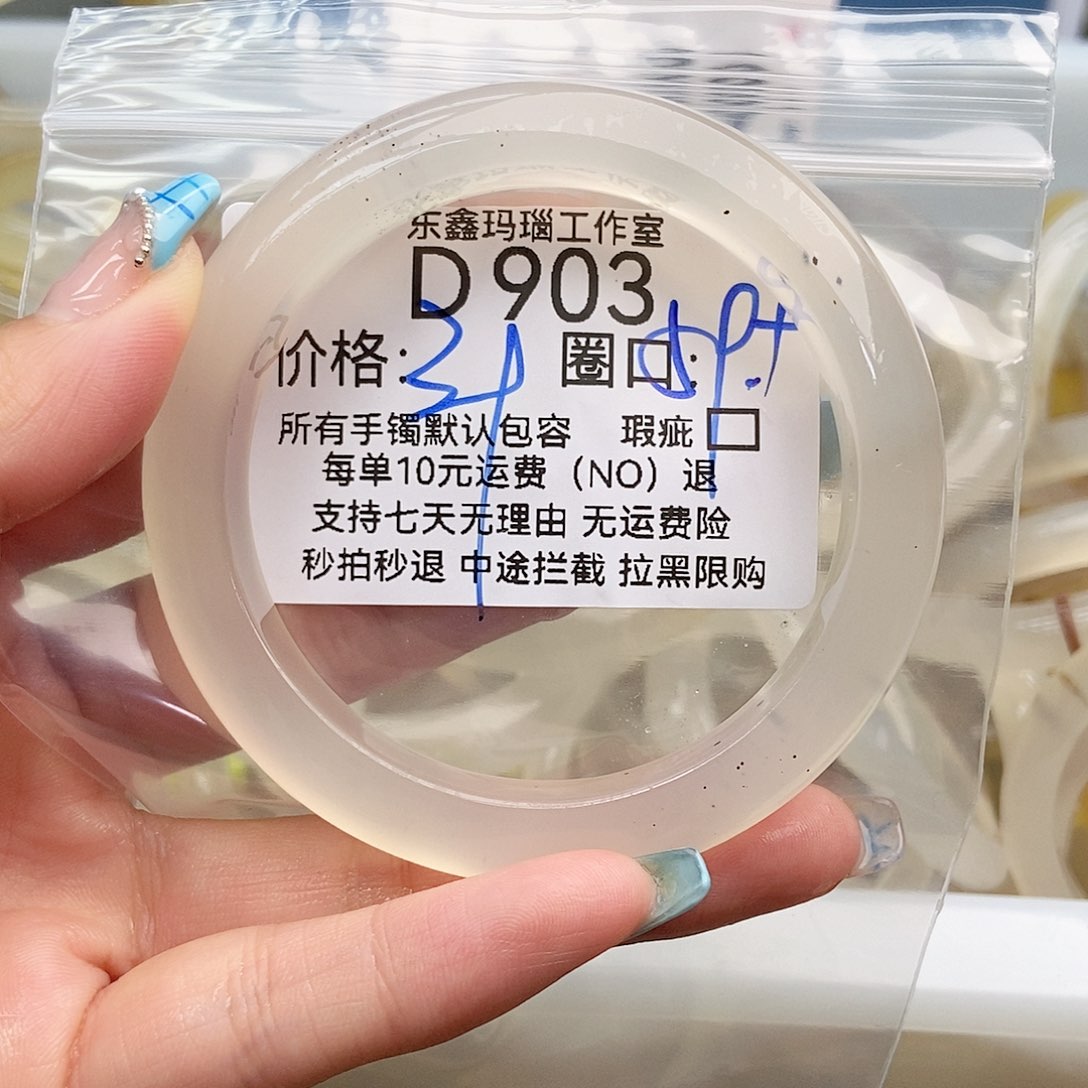 乐鑫玛瑙工作室
D903
价格： 圈口：
所有手镯默认包容 瑕疵
每单10元运费（NO）退
支持七天无理由 无运费险
秒拍秒退 中途拦截 拉黑限购